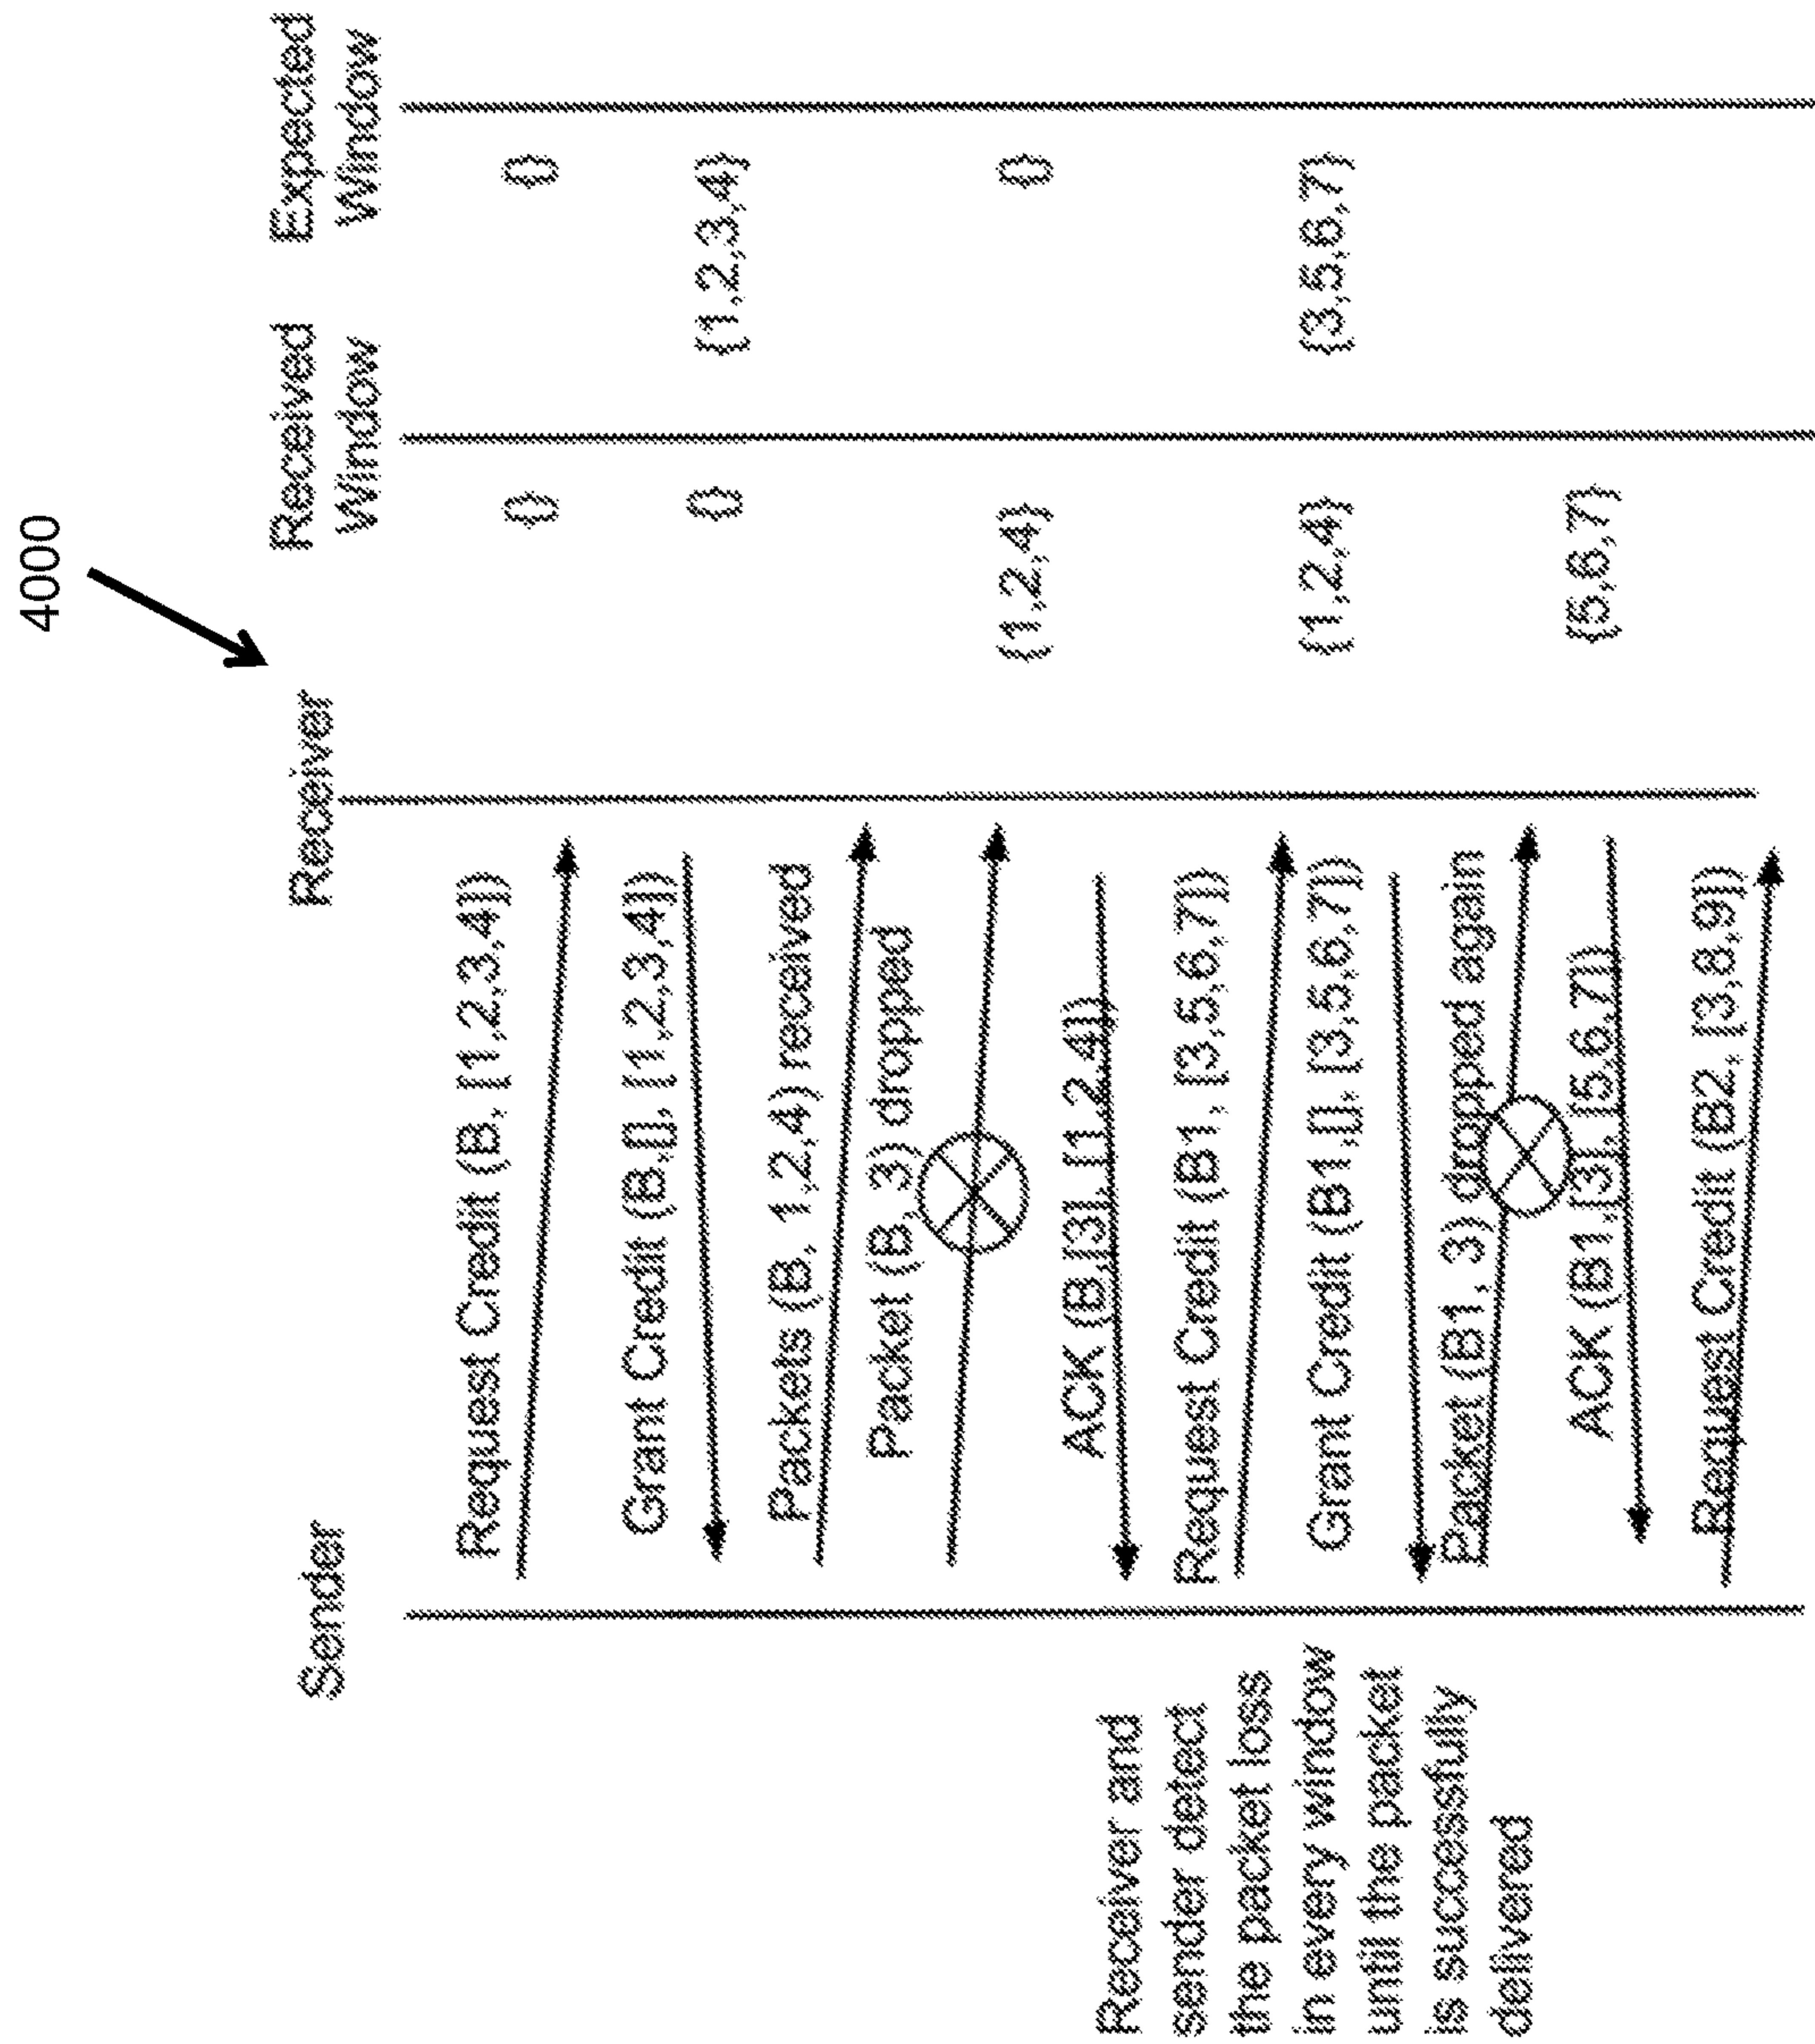 4000
Sender
Receiver
Received
Window
Expected
Window
Request Credit (B, [1,2,3,4])
{}
{}
Grant Credit (B,[], [1,2,3,4])
{}
{1,2,3,4}
Packets (B, 1,2,4) received
Packet (B, 3) dropped
{1,2,4}
{}
ACK (B,[3], [1,2,4])
Receiver and
sender detect
the packet loss
in every window
until the packet
is successfully
delivered
Request Credit (B1, [3,5,6,7])
Grant Credit (B1,[], [3,5,6,7])
{1,2,4}
{3,5,6,7}
Packet (B1, 3) dropped again
ACK (B1,[3], [5,6,7])
{5,6,7}
Request Credit (B2, [3,8,9])